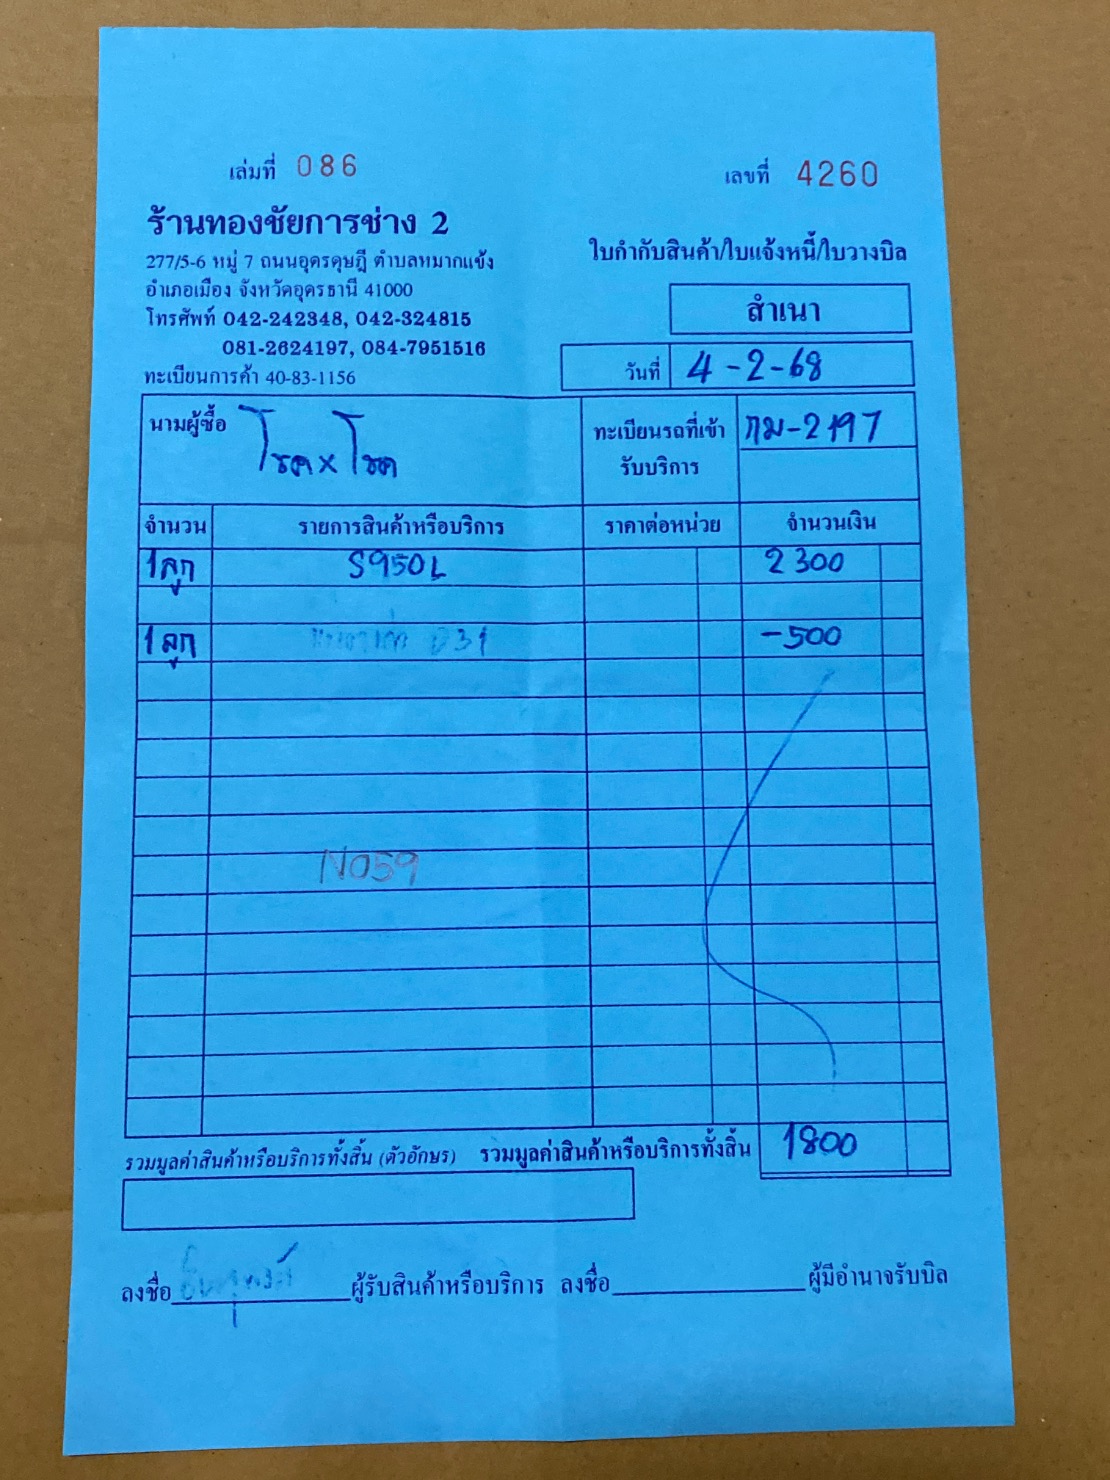 เล่มที่ 086
เลขที่ 4260
ร้านทองชัยการช่าง 2
277/5-6 หมู่ 7 ถนนอุดรดุษฎี ตำบลหมากแข้ง
อำเภอเมือง จังหวัดอุดรธานี 41000
โทรศัพท์ 042-242348, 042-324815
081-2624197, 084-7951516
ทะเบียนการค้า 40-83-1156
ใบกำกับสินค้า/ใบแจ้งหนี้/ใบวางบิล
สำเนา
วันที่ 4-2-68
นามผู้ซื้อ โชค x โชค
ทะเบียนรถที่เข้ารับบริการ กม-2197
จำนวน รายการสินค้าหรือบริการ ราคาต่อหน่วย จำนวนเงิน
1ลูก S950L 2300
1ลูก D31 -500
N059
รวมมูลค่าสินค้าหรือบริการทั้งสิ้น (ตัวอักษร) รวมมูลค่าสินค้าหรือบริการทั้งสิ้น 1800
ลงชื่อ ผู้รับสินค้าหรือบริการ ลงชื่อ ผู้มีอำนาจรับบิล